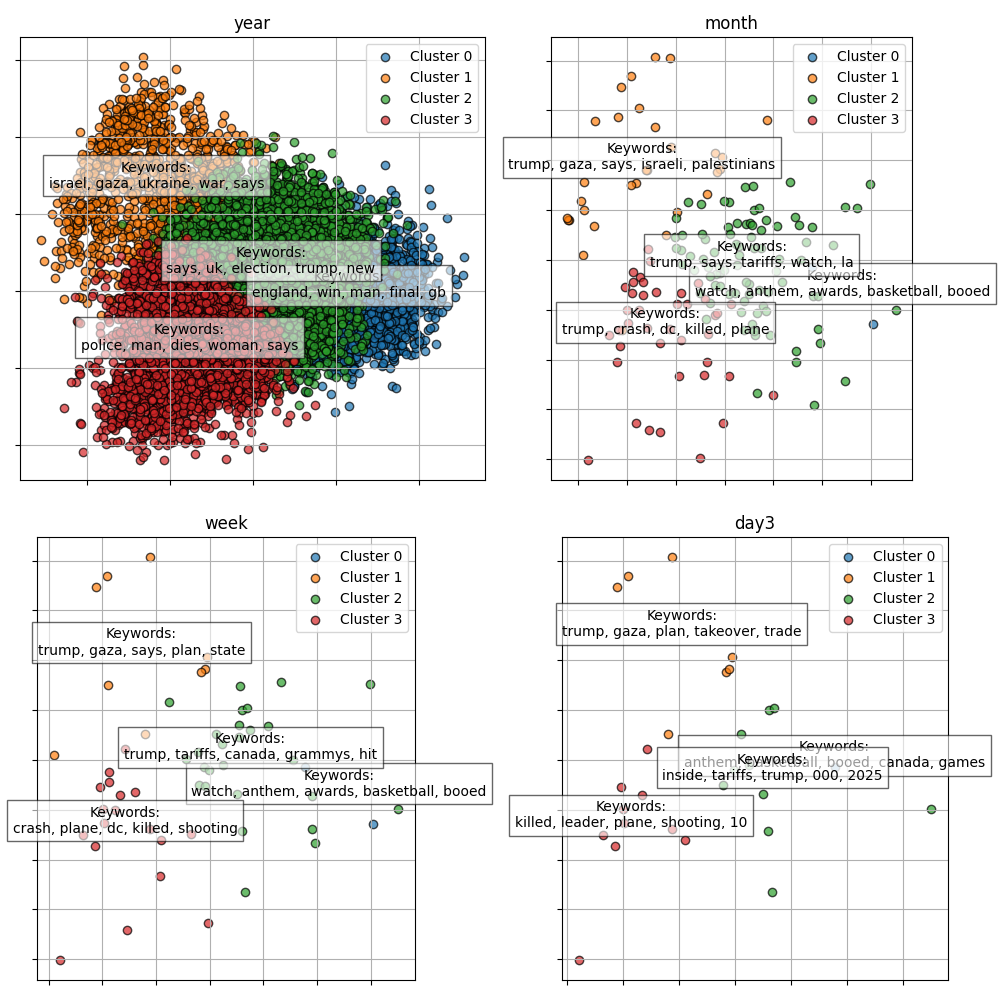 year
Cluster 0
Cluster 1
Cluster 2
Cluster 3
Keywords:
israel, gaza, ukraine, war, says
Keywords:
says, uk, election, trump, new
Keywords:
england, win, man, final, gb
Keywords:
police, man, dies, woman, says
month
Cluster 0
Cluster 1
Cluster 2
Cluster 3
Keywords:
trump, gaza, says, israeli, palestinians
Keywords:
trump, says, tariffs, watch, la
Keywords:
watch, anthem, awards, basketball, booed
Keywords:
trump, crash, dc, killed, plane
week
Cluster 0
Cluster 1
Cluster 2
Cluster 3
Keywords:
trump, gaza, says, plan, state
Keywords:
trump, tariffs, canada, grammys, hit
Keywords:
watch, anthem, awards, basketball, booed
Keywords:
crash, plane, dc, killed, shooting
day3
Cluster 0
Cluster 1
Cluster 2
Cluster 3
Keywords:
trump, gaza, plan, takeover, trade
Keywords:
anthem, basketball, booed, canada, games
Keywords:
inside, tariffs, trump, 000, 2025
Keywords:
killed, leader, plane, shooting, 10